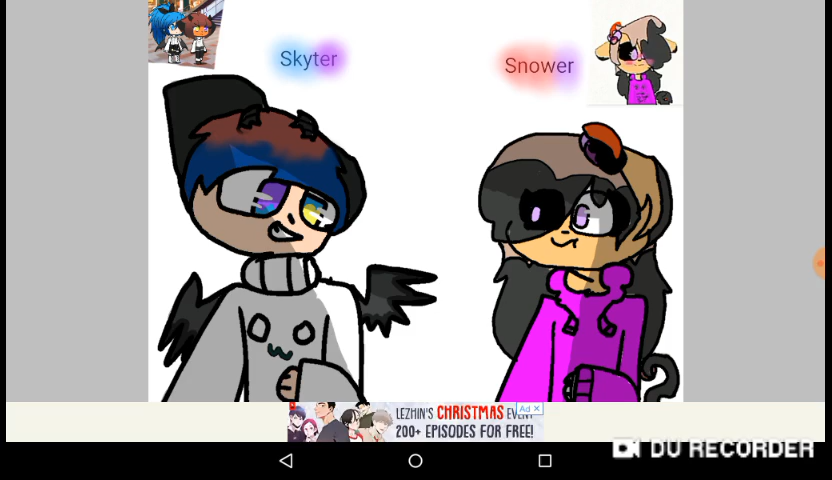 Skyter
Snower
LEZHIN'S CHRISTMAS EVENT
Ad
200+ EPISODES FOR FREE!
DU RECORDER